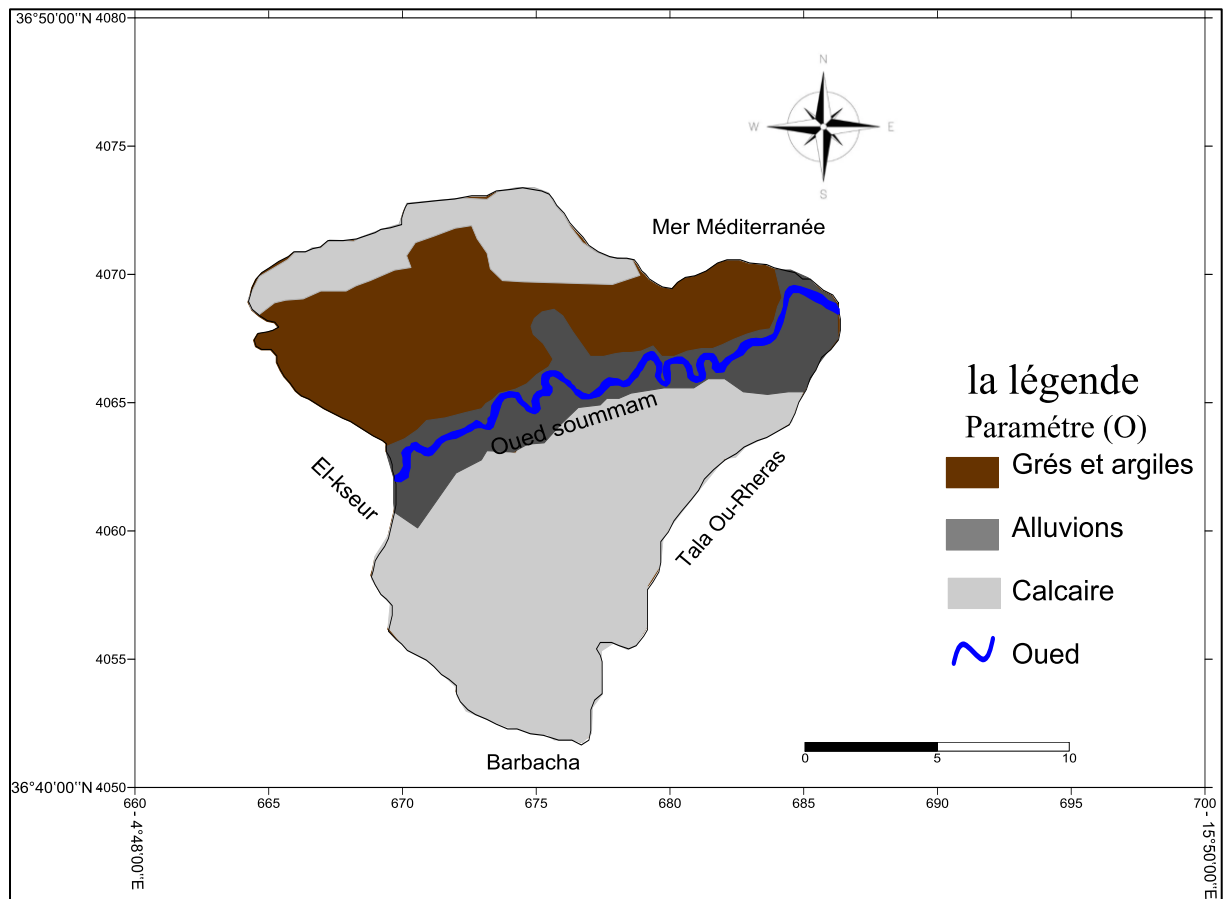 36°50'00''N 4080
N
4075
W E
S
Mer Méditerranée
4070
la légende
Paramétre (O)
4065
Grés et argiles
Oued soummam
El-kseur
Tala Ou-Rheras
4060
Alluvions
Calcaire
4055
Oued
Barbacha
0 5 10
36°40'00''N 4050
660 665 670 675 680 685 690 695 700
- 4°48'00''E
- 15°50'00''E